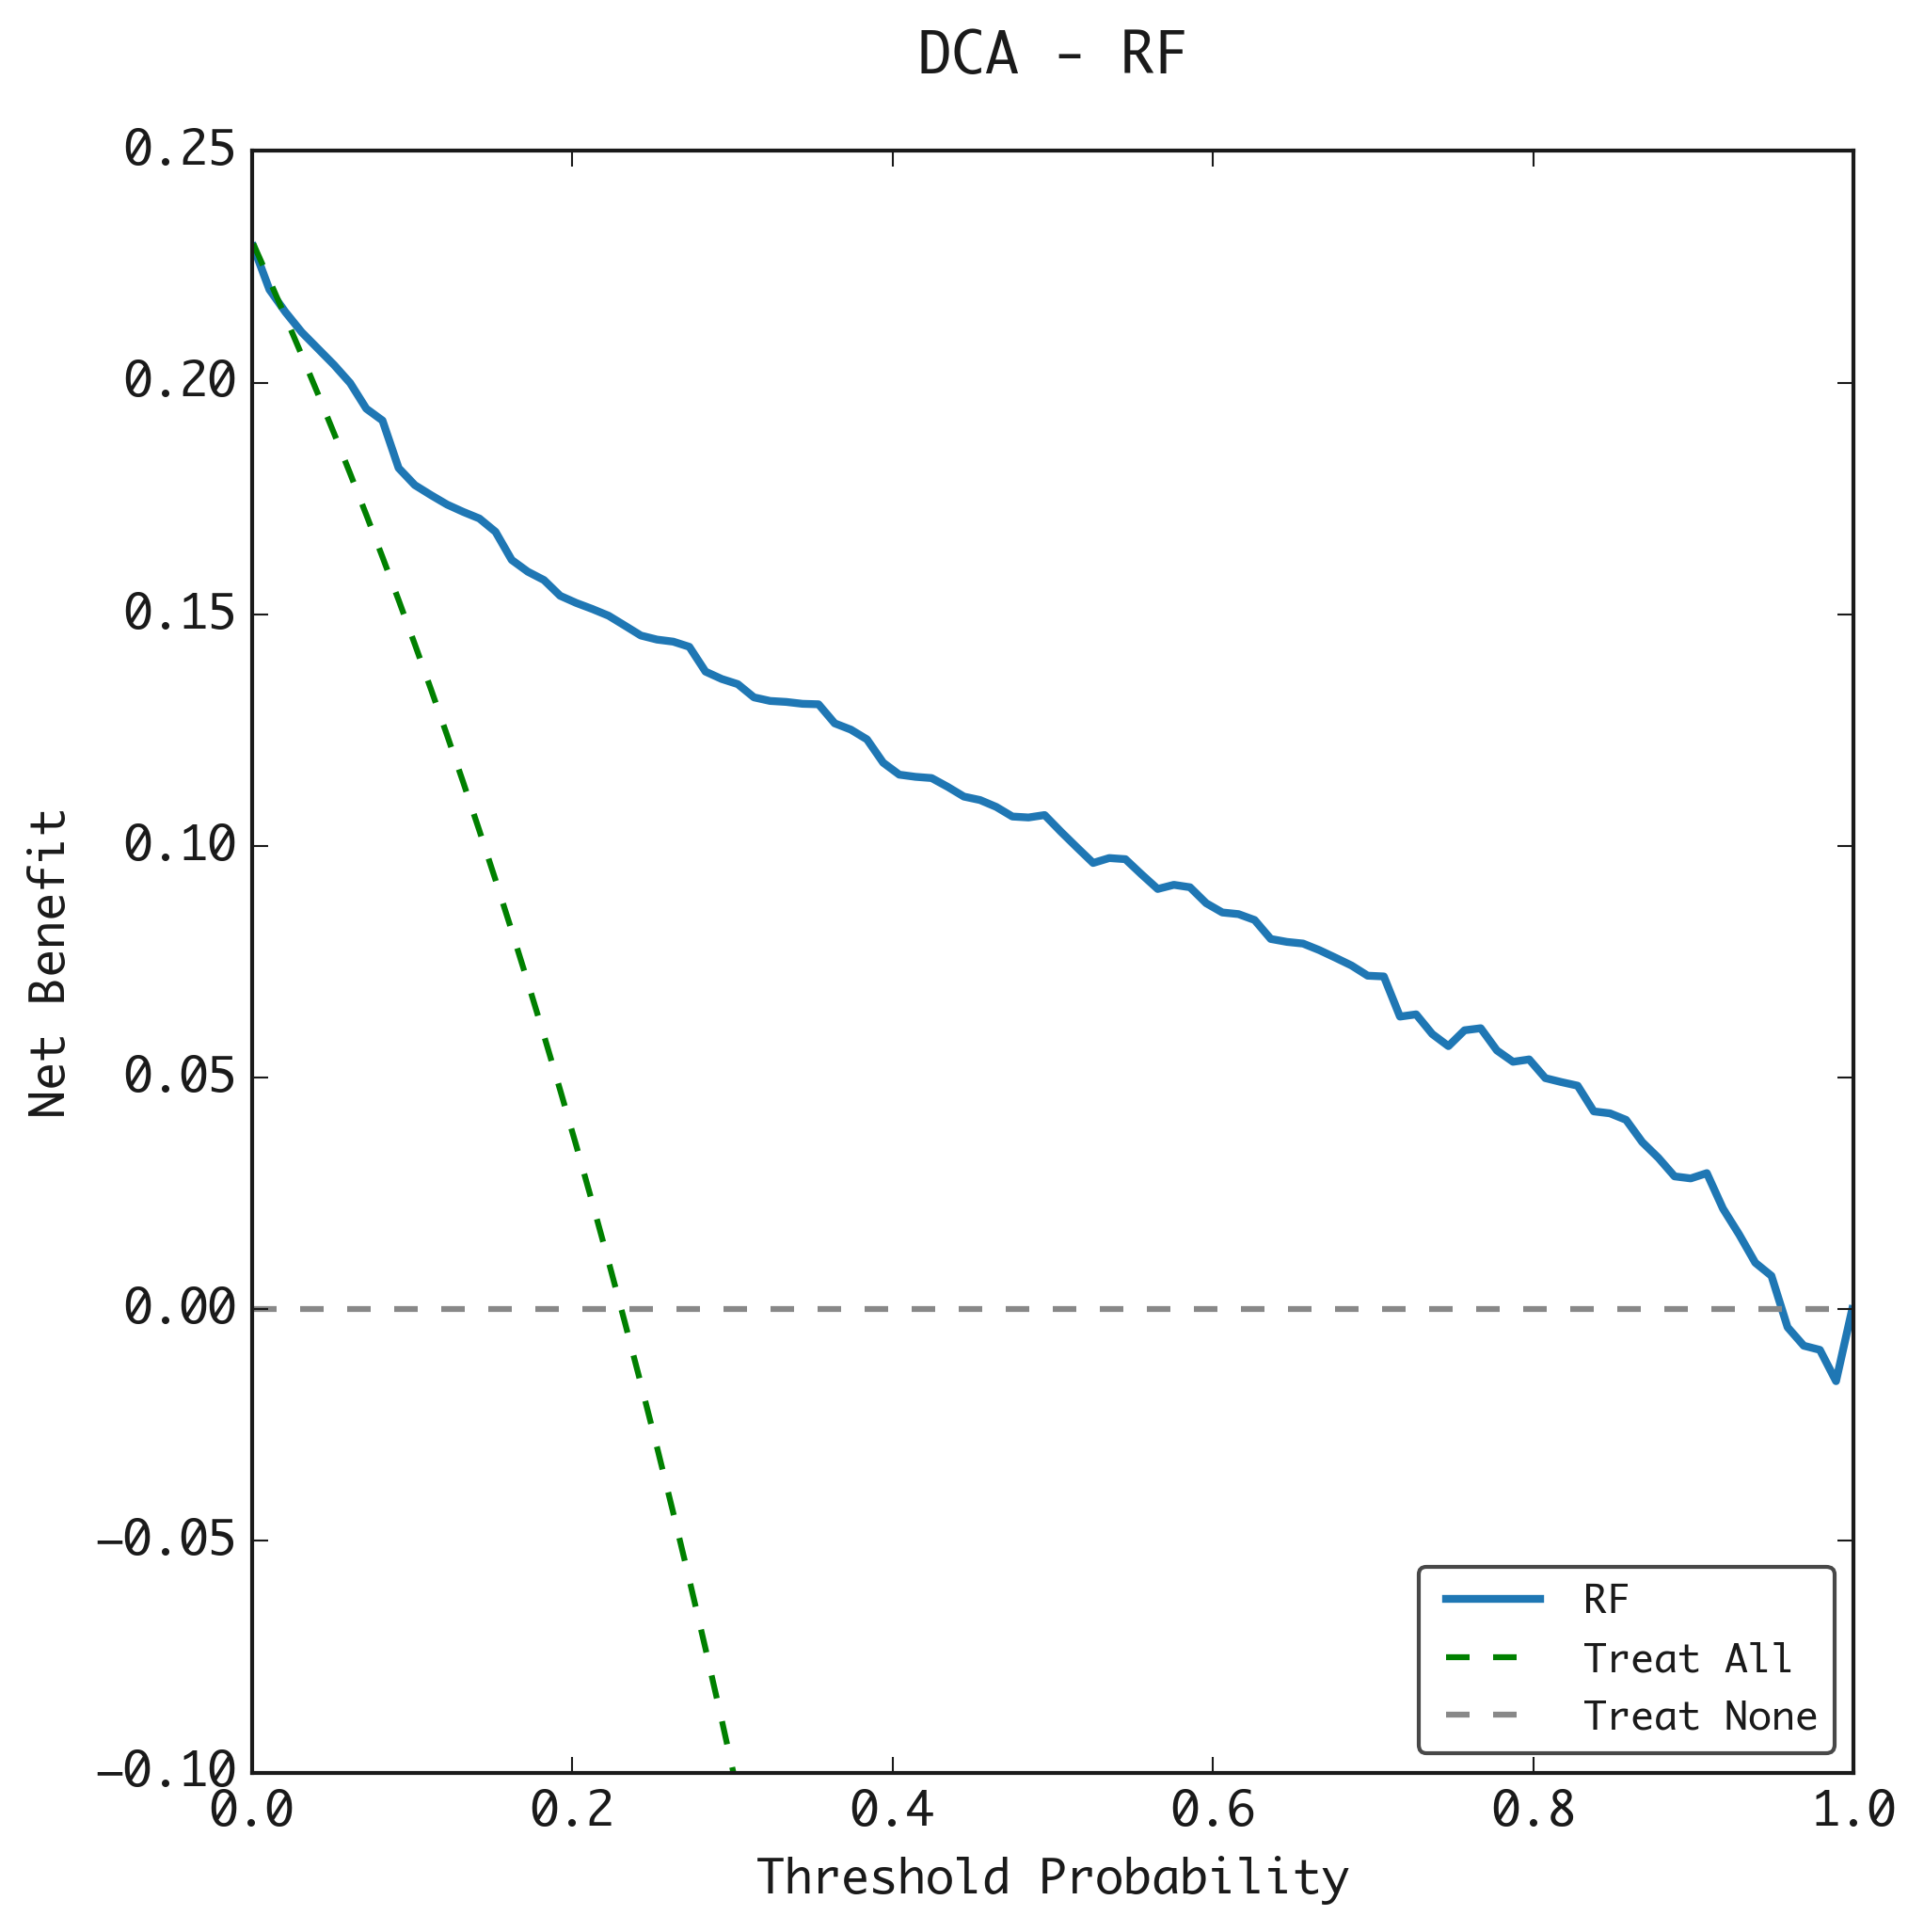 DCA - RF
0.25
0.20
0.15
0.10
0.05
0.00
−0.05
−0.10
Net Benefit
RF
Treat All
Treat None
0.0 0.2 0.4 0.6 0.8 1.0
Threshold Probability